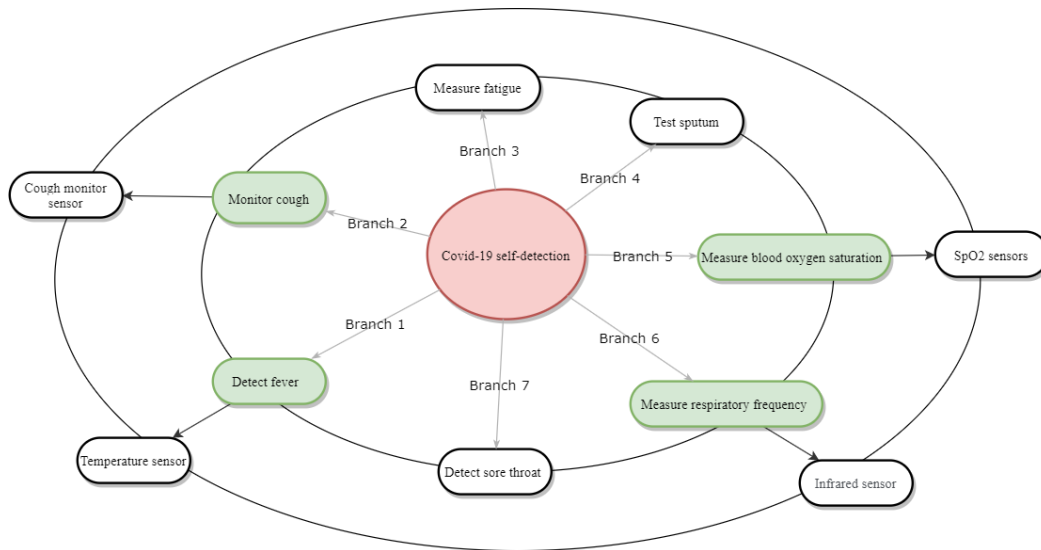 Measure fatigue
Test sputum
Branch 3
Branch 4
Cough monitor
sensor
Monitor cough
Branch 2
Covid-19 self-detection
Branch 5
Measure blood oxygen saturation
SpO2 sensors
Branch 1
Branch 6
Detect fever
Branch 7
Measure respiratory frequency
Temperature sensor
Detect sore throat
Infrared sensor